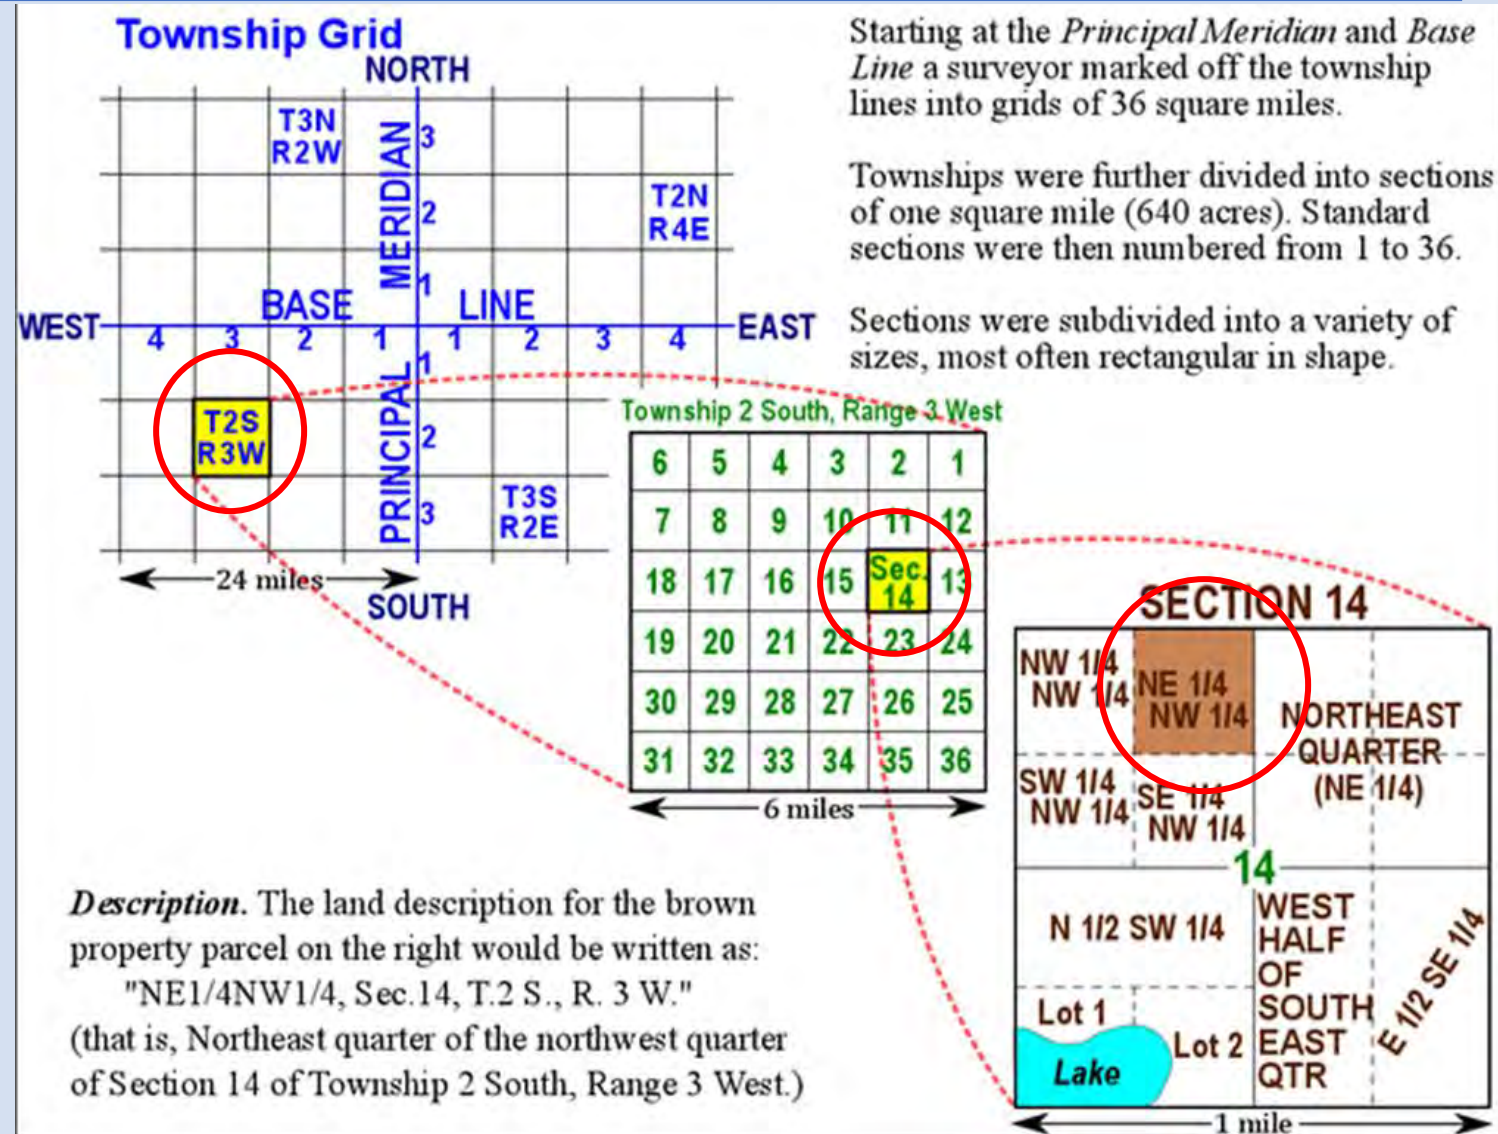 Township Grid
NORTH
T3N
R2W
T2N
R4E
MERIDIAN
3
2
1
BASE
LINE
WEST
4
3
2
1
1
2
3
4
EAST
PRINCIPAL
1
2
3
T2S
R3W
T3S
R2E
24 miles
SOUTH
Starting at the Principal Meridian and Base
Line a surveyor marked off the township
lines into grids of 36 square miles.
Townships were further divided into sections
of one square mile (640 acres). Standard
sections were then numbered from 1 to 36.
Sections were subdivided into a variety of
sizes, most often rectangular in shape.
Township 2 South, Range 3 West
6 5 4 3 2 1
7 8 9 10 11 12
18 17 16 15 Sec. 14 13
19 20 21 22 23 24
30 29 28 27 26 25
31 32 33 34 35 36
6 miles
SECTION 14
NW 1/4
NW 1/4
NE 1/4
NW 1/4
NORTHEAST
QUARTER
(NE 1/4)
SW 1/4
NW 1/4
SE 1/4
NW 1/4
14
N 1/2 SW 1/4
WEST
HALF
OF
SOUTH
EAST
QTR
E 1/2 SE 1/4
Lot 1
Lot 2
Lake
1 mile
Description. The land description for the brown
property parcel on the right would be written as:
"NE1/4NW1/4, Sec.14, T.2 S., R. 3 W."
(that is, Northeast quarter of the northwest quarter
of Section 14 of Township 2 South, Range 3 West.)